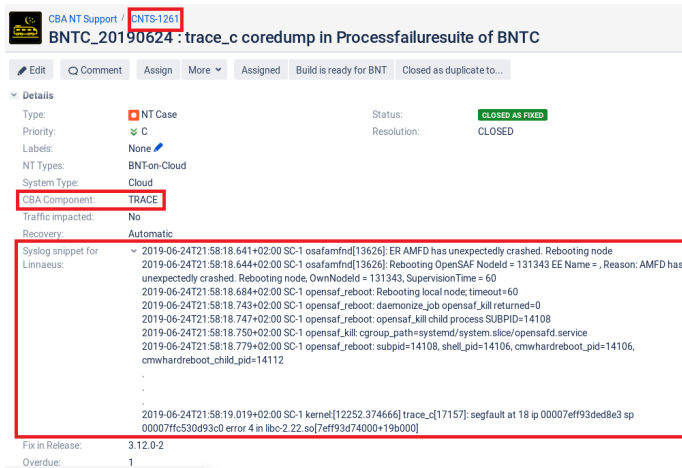 CBA NT Support / CNTS-1261
BNTC_20190624 : trace_c coredump in Processfailuresuite of BNTC
Edit Comment Assign More Assigned Build is ready for BNT Closed as duplicate to...
Details
Type: NT Case Status: CLOSED AS FIXED
Priority: C Resolution: CLOSED
Labels: None
NT Types: BNT-on-Cloud
System Type: Cloud
CBA Component: TRACE
Traffic impacted: No
Recovery: Automatic
Syslog snippet for Linnaeus:
2019-06-24T21:58:18.641+02:00 SC-1 osafamfnd[13626]: ER AMFD has unexpectedly crashed. Rebooting node
2019-06-24T21:58:18.644+02:00 SC-1 osafamfnd[13626]: Rebooting OpenSAF NodeId = 131343 EE Name = , Reason: AMFD has
unexpectedly crashed. Rebooting node, OwnNodeId = 131343, SupervisionTime = 60
2019-06-24T21:58:18.684+02:00 SC-1 opensaf_reboot: Rebooting local node; timeout=60
2019-06-24T21:58:18.743+02:00 SC-1 opensaf_reboot: daemonize_job opensaf_kill returned=0
2019-06-24T21:58:18.747+02:00 SC-1 opensaf_reboot: opensaf_kill child process SUBPID=14108
2019-06-24T21:58:18.750+02:00 SC-1 opensaf_kill: cgroup_path=systemd/system.slice/opensafd.service
2019-06-24T21:58:18.779+02:00 SC-1 opensaf_reboot: subpid=14108, shell_pid=14106, cmwhardreboot_pid=14106,
cmwhardreboot_child_pid=14112
.
.
.
2019-06-24T21:58:19.019+02:00 SC-1 kernel:[12252.374666] trace_c[17157]: segfault at 18 ip 00007eff93ded8e3 sp
00007ffc530d93c0 error 4 in libc-2.22.so[7eff93d74000+19b000]
Fix in Release: 3.12.0-2
Overdue: 1